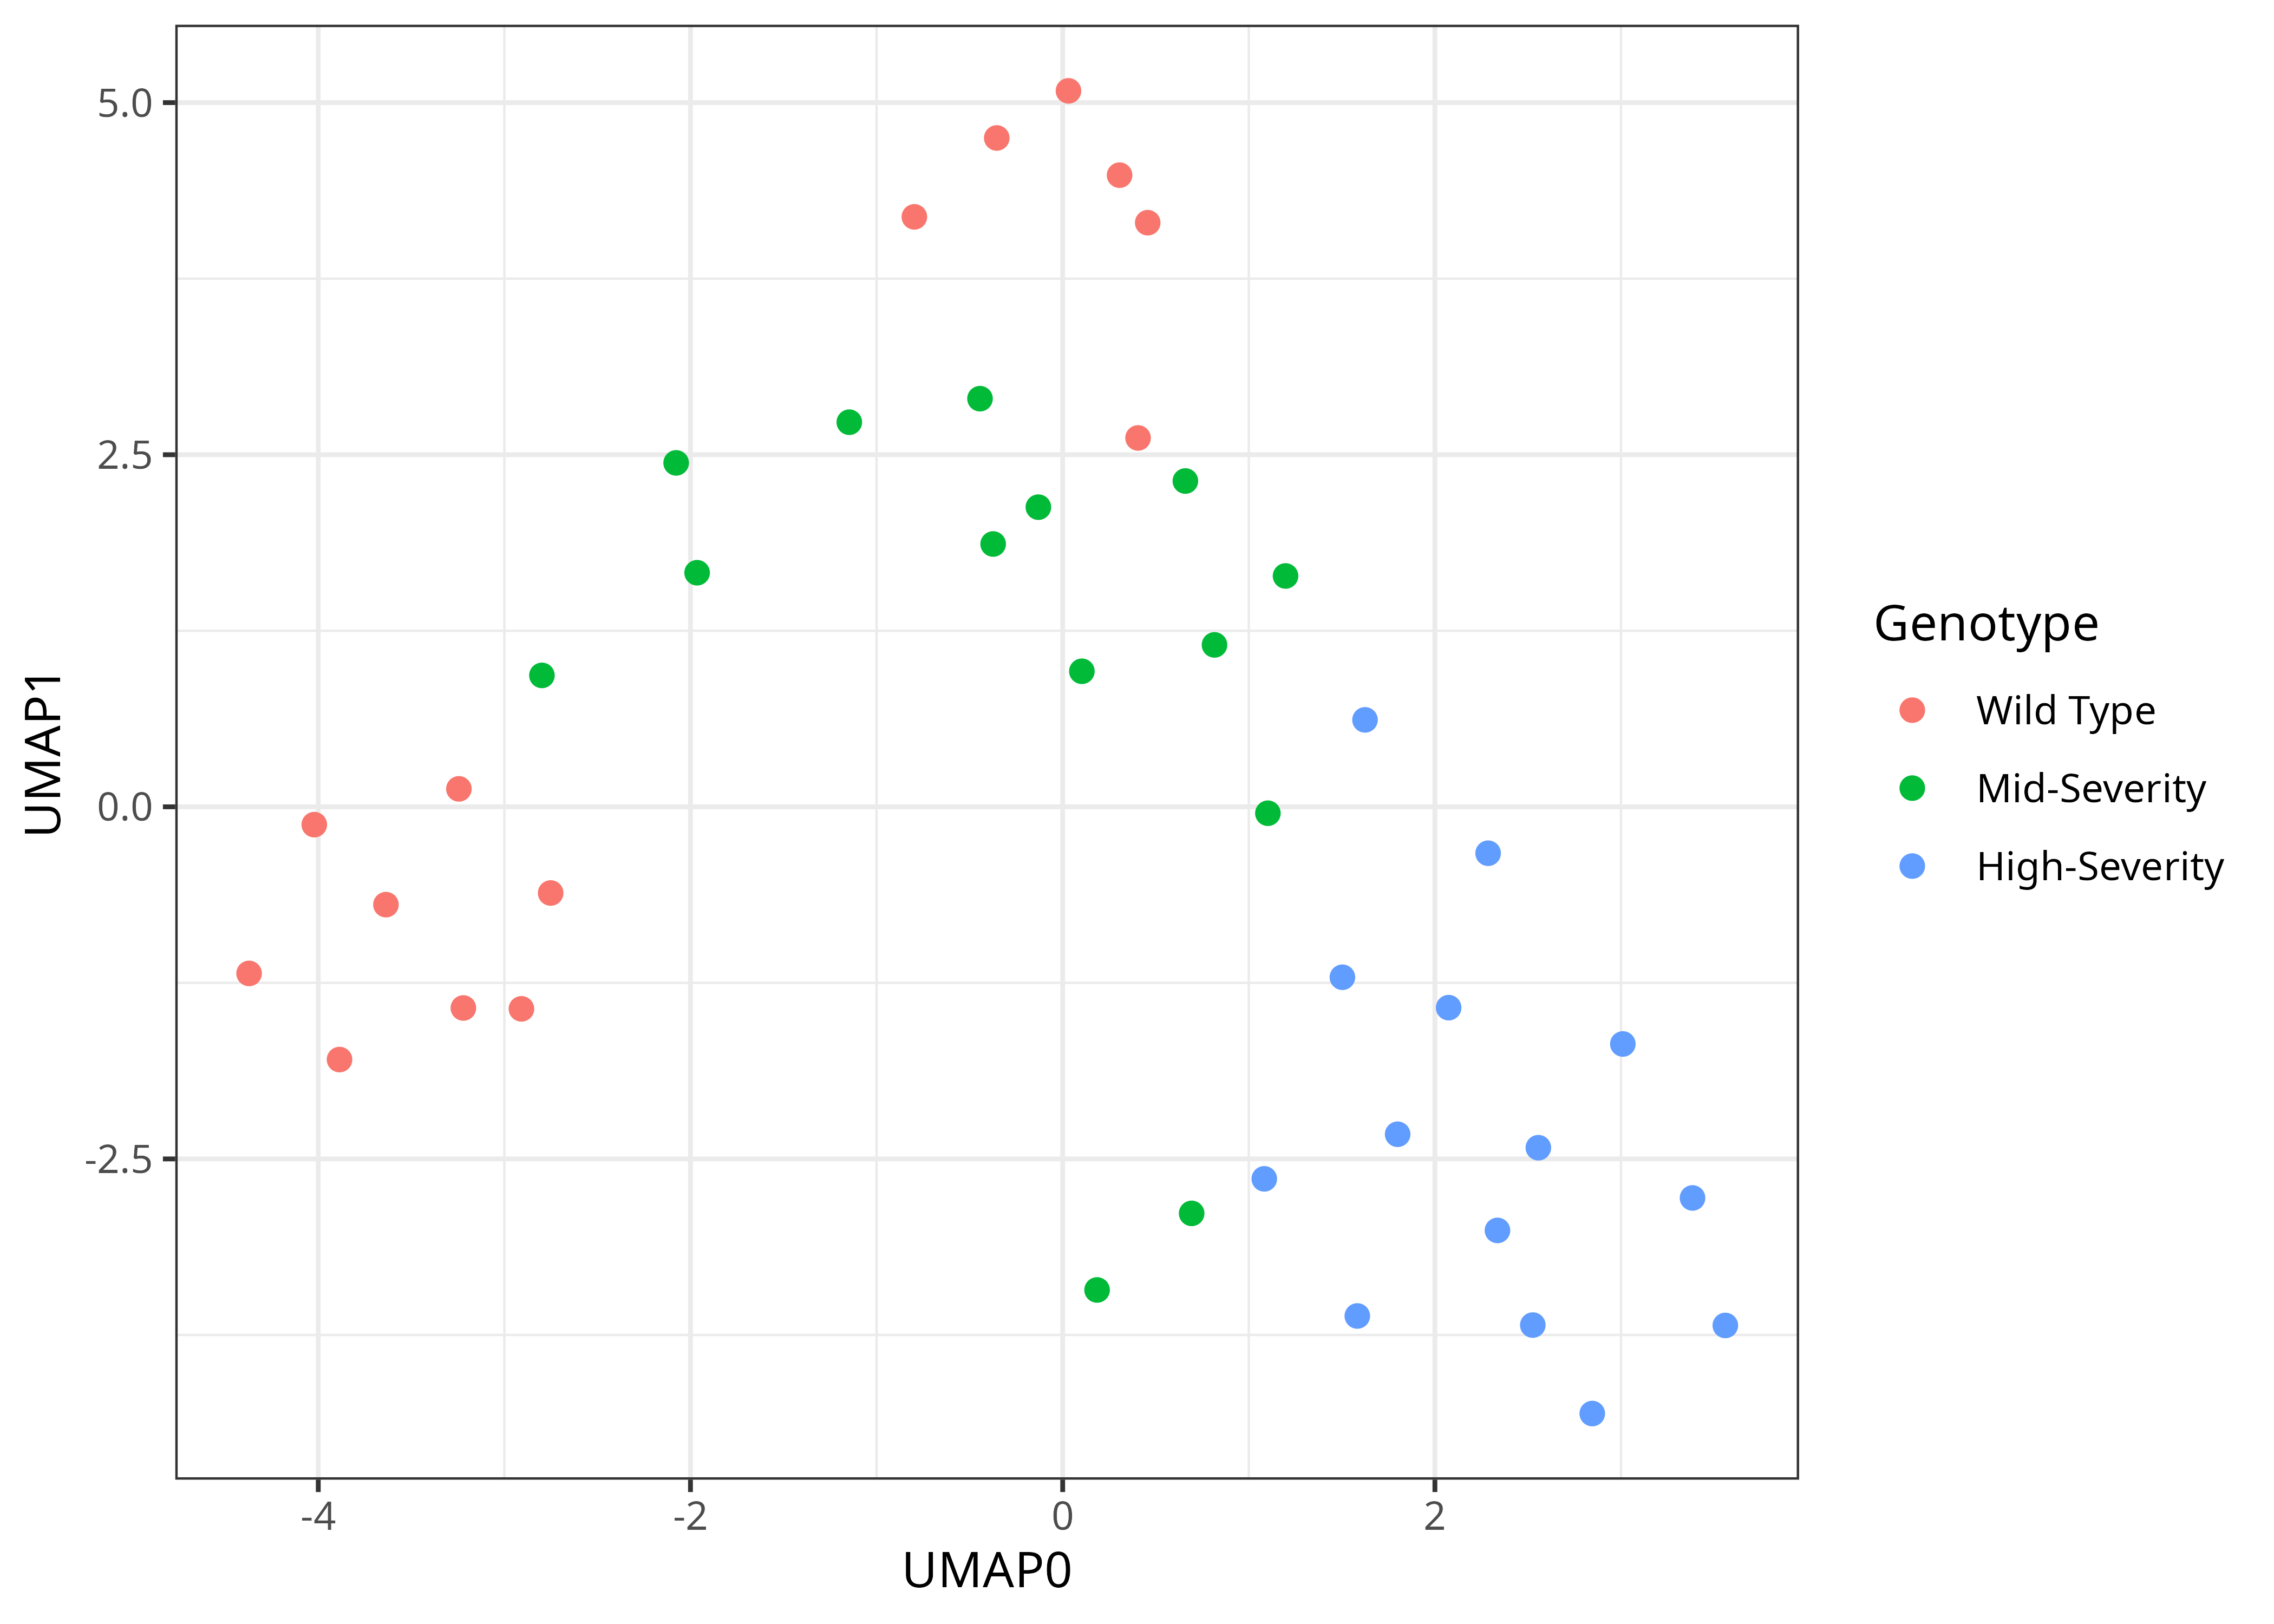 5.0
2.5
0.0
-2.5
-4
-2
0
2
UMAP0
UMAP1
Genotype
Wild Type
Mid-Severity
High-Severity